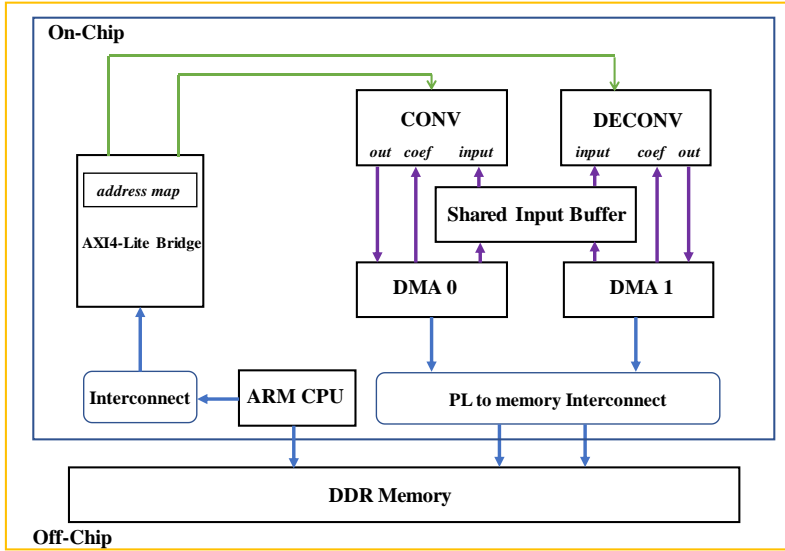 On-Chip
CONV
out coef input
DECONV
input coef out
address map
AXI4-Lite Bridge
Shared Input Buffer
DMA 0
DMA 1
Interconnect
ARM CPU
PL to memory Interconnect
DDR Memory
Off-Chip